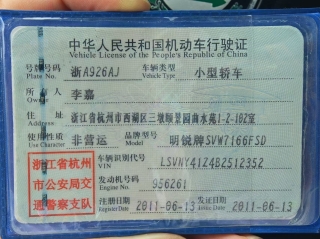 中华人民共和国机动车行驶证
Vehicle License of the People's Republic of China
号牌号码 浙A926AJ 车辆类型 小型轿车
Plate No. Vehicle Type
所有人 李嘉
Owner
住址 浙江省杭州市西湖区三墩颐景园曲水苑1-2-102室
Address
使用性质 非营运 品牌型号 明锐牌SVW7166FSD
Use Character Model
浙江省杭州
市公安局交
通警察支队
车辆识别代号 LSVNY41Z4B2512352
VIN
发动机号码 956261
Engine No.
注册日期 2011-06-13 发证日期 2011-06-13
Register Date Issue Date